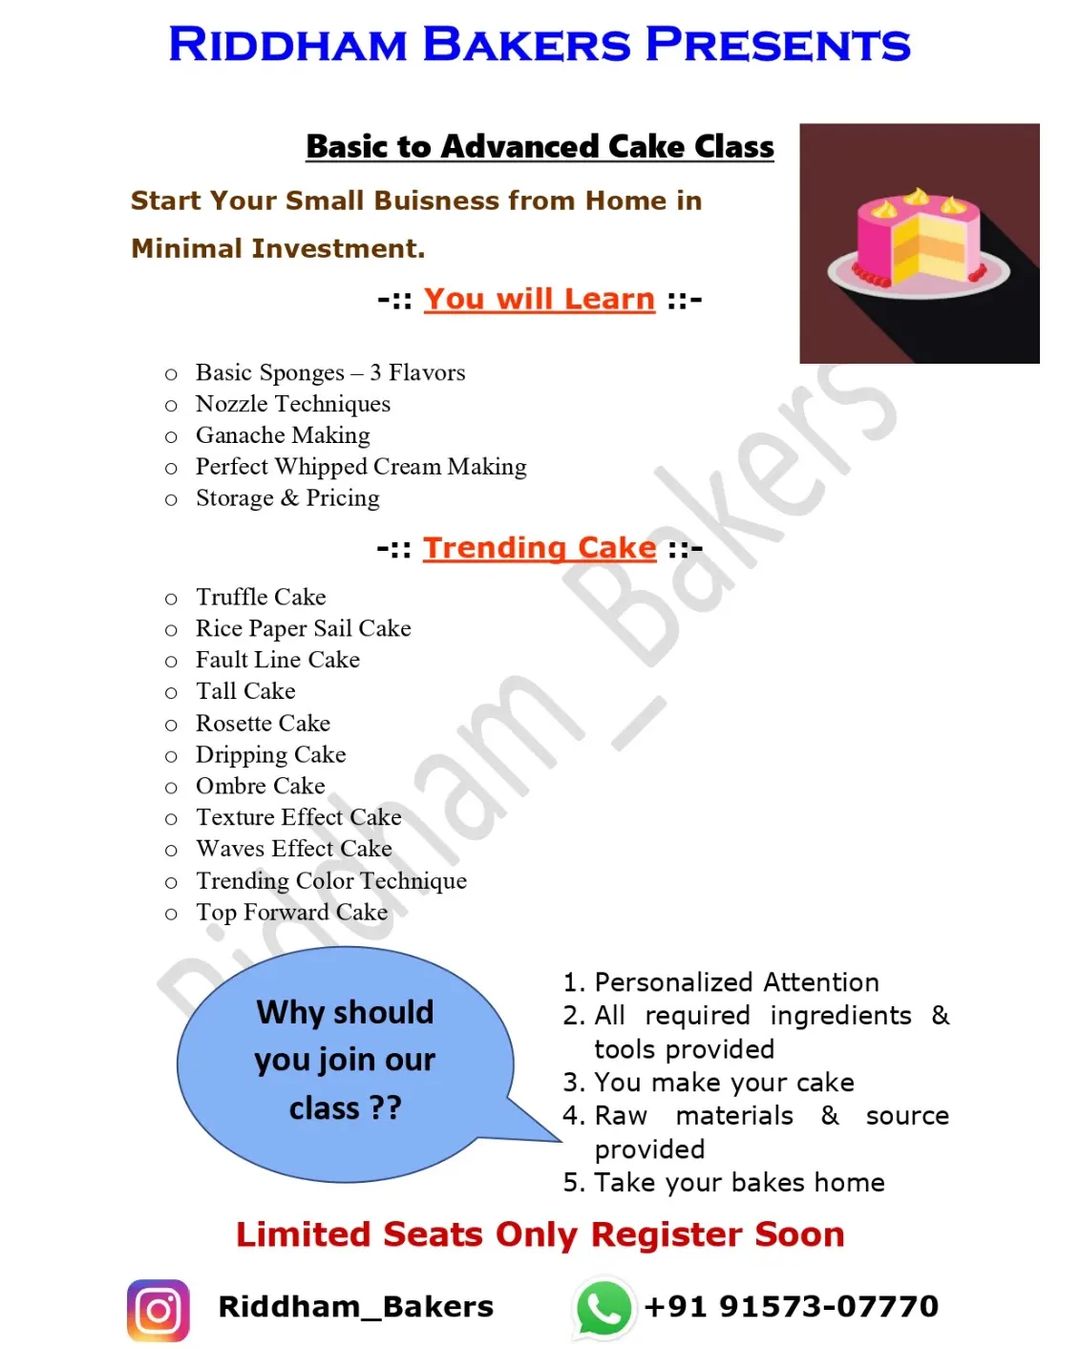 RIDDHAM BAKERS PRESENTS
Basic to Advanced Cake Class
Start Your Small Buisness from Home in
Minimal Investment.
-:: You will Learn ::-
o Basic Sponges – 3 Flavors
o Nozzle Techniques
o Ganache Making
o Perfect Whipped Cream Making
o Storage & Pricing
-:: Trending Cake ::-
o Truffle Cake
o Rice Paper Sail Cake
o Fault Line Cake
o Tall Cake
o Rosette Cake
o Dripping Cake
o Ombre Cake
o Texture Effect Cake
o Waves Effect Cake
o Trending Color Technique
o Top Forward Cake
Riddham_Bakers
Why should
you join our
class ??
1. Personalized Attention
2. All required ingredients &
tools provided
3. You make your cake
4. Raw materials & source
provided
5. Take your bakes home
Limited Seats Only Register Soon
Riddham_Bakers
+91 91573-07770